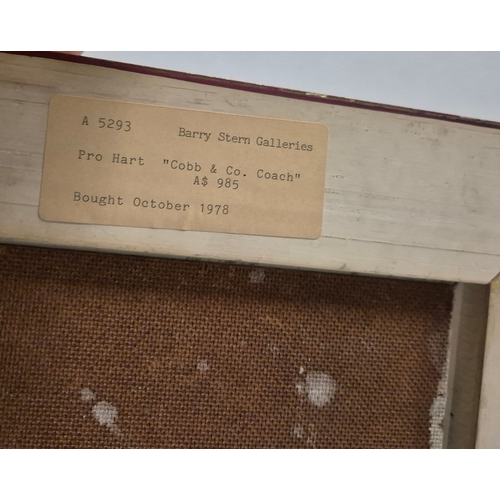 A 5293 Barry Stern Galleries
Pro Hart "Cobb & Co. Coach"
A$ 985
Bought October 1978